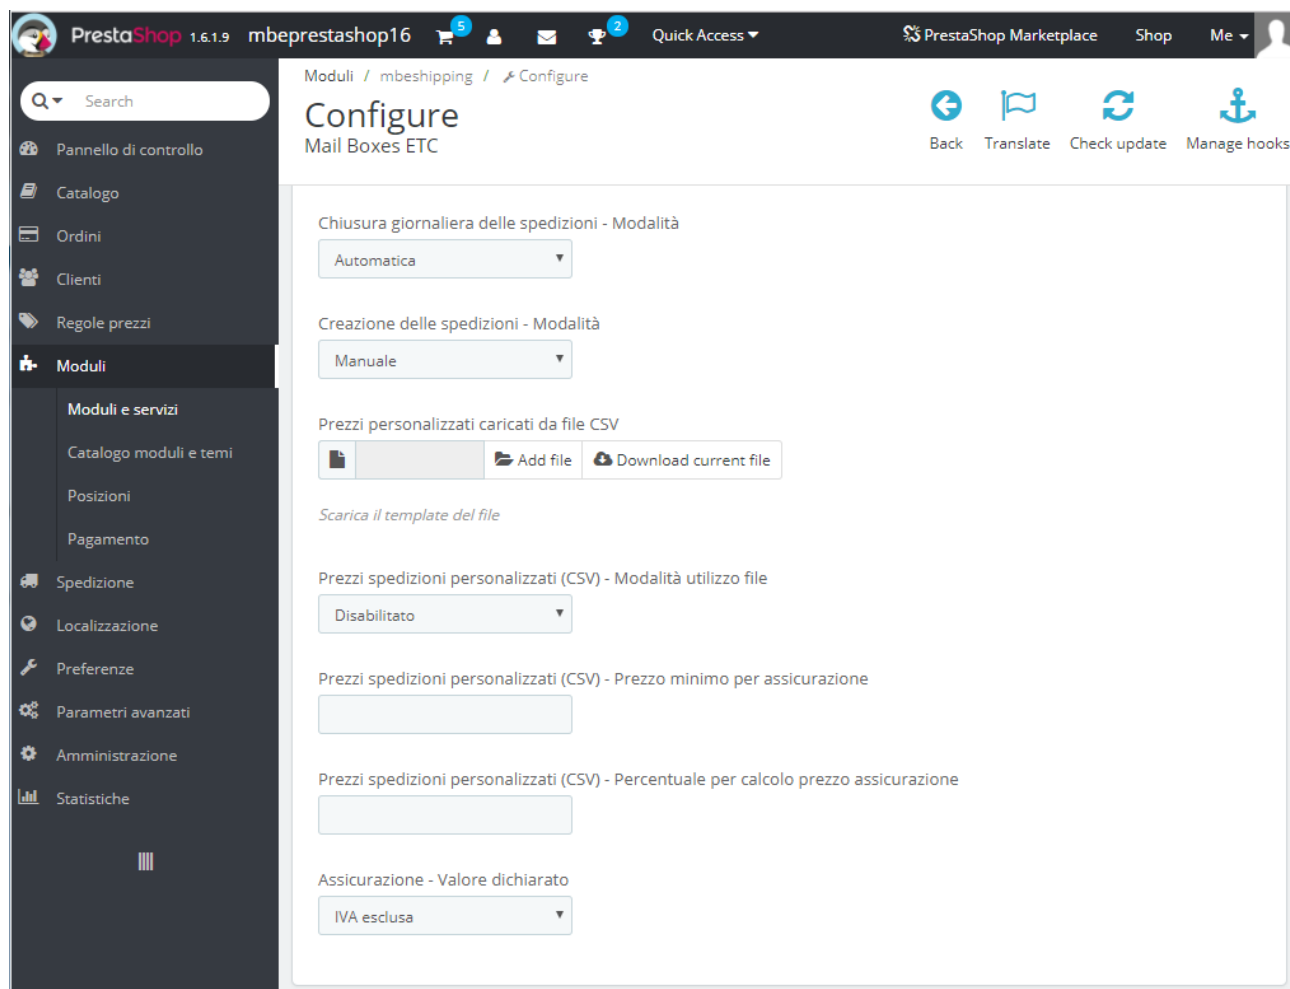 PrestaShop 1.6.1.9 mbeprestashop16 5 2 Quick Access PrestaShop Marketplace Shop Me
Search
Pannello di controllo
Catalogo
Ordini
Clienti
Regole prezzi
Moduli
Moduli e servizi
Catalogo moduli e temi
Posizioni
Pagamento
Spedizione
Localizzazione
Preferenze
Parametri avanzati
Amministrazione
Statistiche
Moduli / mbeshipping / Configure
Configure
Mail Boxes ETC
Back Translate Check update Manage hooks
Chiusura giornaliera delle spedizioni - Modalità
Automatica
Creazione delle spedizioni - Modalità
Manuale
Prezzi personalizzati caricati da file CSV
Add file Download current file
Scarica il template del file
Prezzi spedizioni personalizzati (CSV) - Modalità utilizzo file
Disabilitato
Prezzi spedizioni personalizzati (CSV) - Prezzo minimo per assicurazione
Prezzi spedizioni personalizzati (CSV) - Percentuale per calcolo prezzo assicurazione
Assicurazione - Valore dichiarato
IVA esclusa